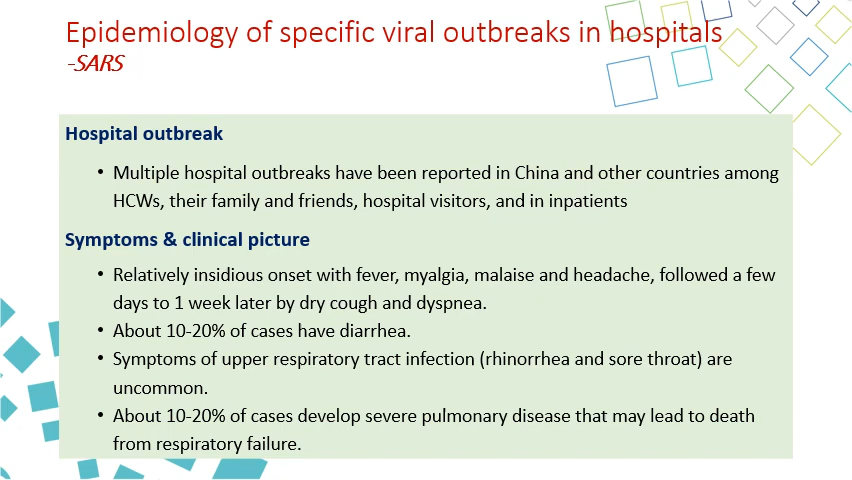 Epidemiology of specific viral outbreaks in hospitals
-SARS
Hospital outbreak
• Multiple hospital outbreaks have been reported in China and other countries among
HCWs, their family and friends, hospital visitors, and in inpatients
Symptoms & clinical picture
• Relatively insidious onset with fever, myalgia, malaise and headache, followed a few
days to 1 week later by dry cough and dyspnea.
• About 10-20% of cases have diarrhea.
• Symptoms of upper respiratory tract infection (rhinorrhea and sore throat) are
uncommon.
• About 10-20% of cases develop severe pulmonary disease that may lead to death
from respiratory failure.